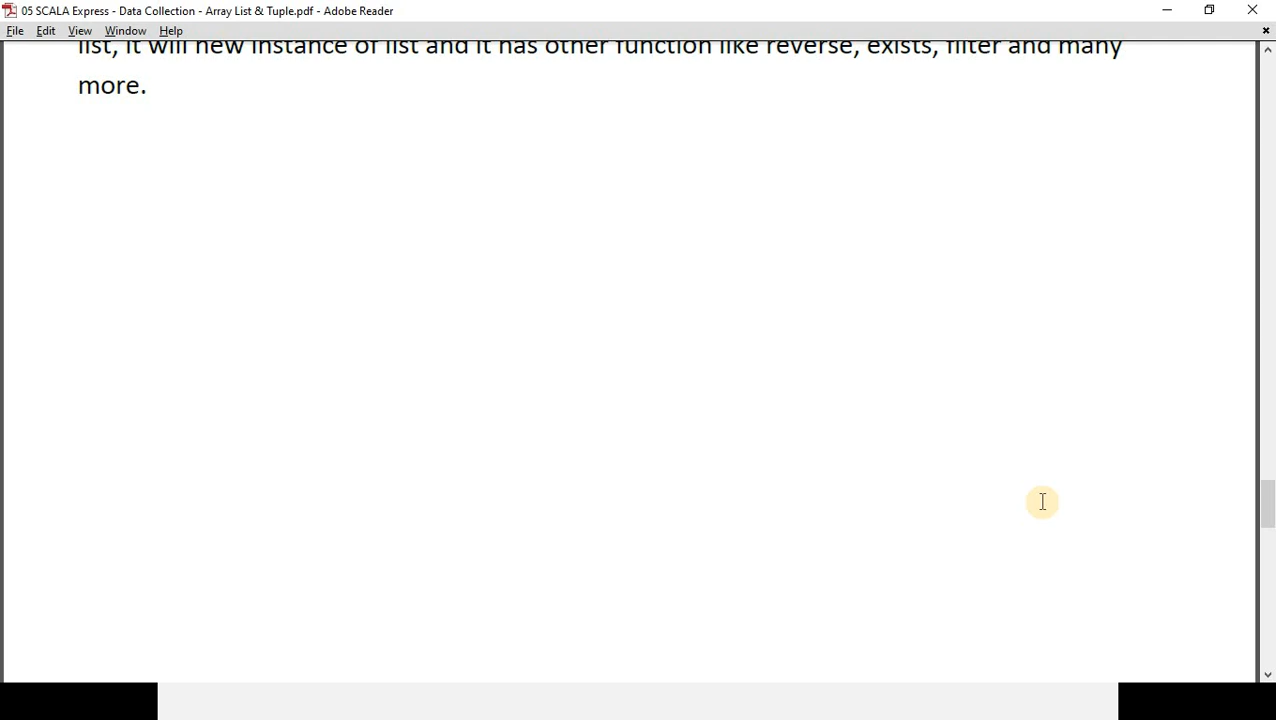 05 SCALA Express - Data Collection - Array List & Tuple.pdf - Adobe Reader
File Edit View Window Help
list, it will new instance of list and it has other function like reverse, exists, filter and many
more.